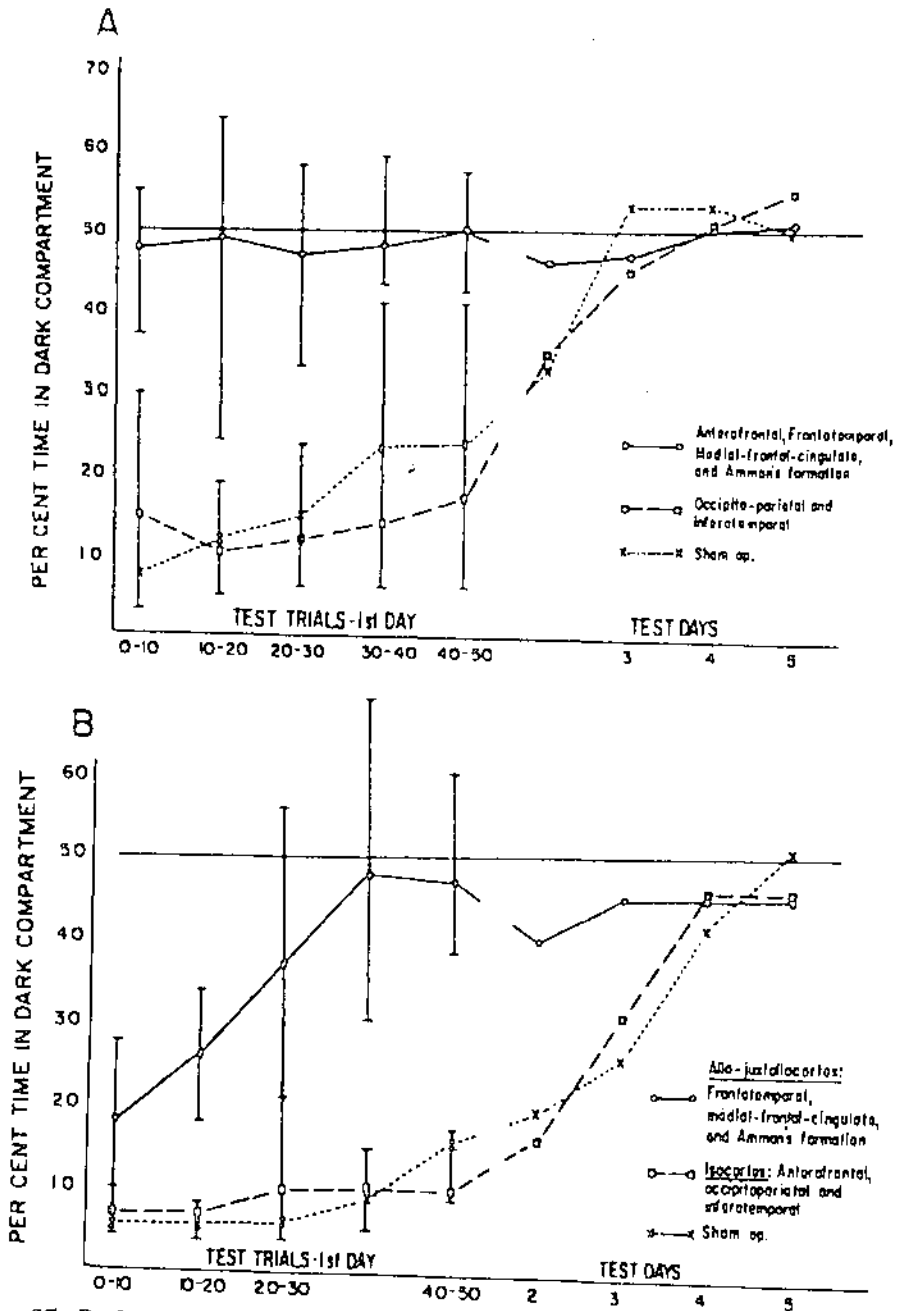 A
PER CENT TIME IN DARK COMPARTMENT
70
60
50
40
30
20
10
Anterofrontal, Frontotemporal,
Medial-frontal-cingulate,
and Ammon's formation
Occipito-parietal and
inferotemporal
Sham op.
TEST TRIALS-1st DAY
TEST DAYS
0-10 10-20 20-30 30-40 40-50 3 4 5
B
PER CENT TIME IN DARK COMPARTMENT
60
50
40
30
20
10
Allo-juxtallocortex:
Frontotemporal,
medial-frontal-cingulate,
and Ammon's formation
Isocortex: Anterofrontal,
occipitoparietal and
inferotemporal
Sham op.
TEST TRIALS-1st DAY
TEST DAYS
0-10 10-20 20-30 40-50 2 3 4 5